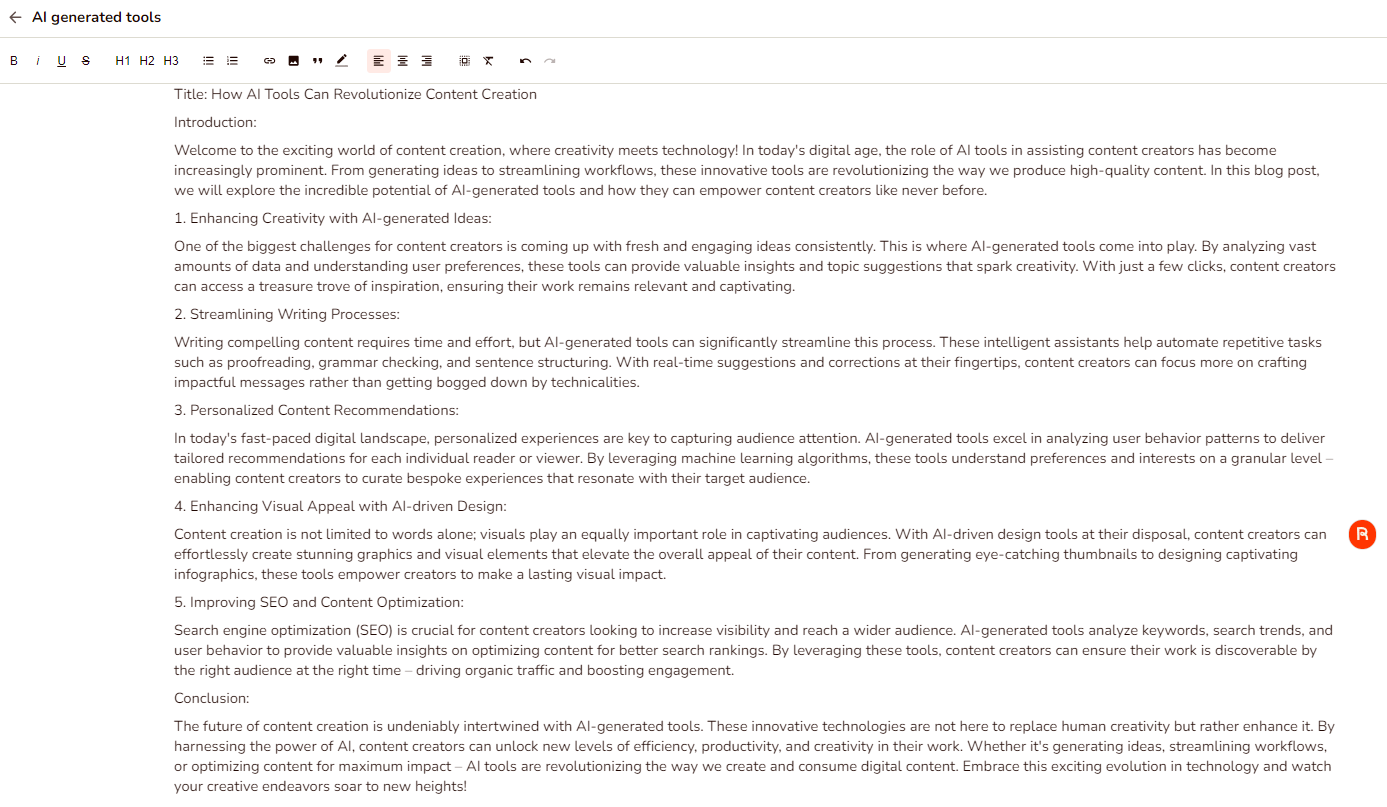 AI generated tools
B i U S H1 H2 H3
Title: How AI Tools Can Revolutionize Content Creation
Introduction:
Welcome to the exciting world of content creation, where creativity meets technology! In today's digital age, the role of AI tools in assisting content creators has become
increasingly prominent. From generating ideas to streamlining workflows, these innovative tools are revolutionizing the way we produce high-quality content. In this blog post,
we will explore the incredible potential of AI-generated tools and how they can empower content creators like never before.
1. Enhancing Creativity with AI-generated Ideas:
One of the biggest challenges for content creators is coming up with fresh and engaging ideas consistently. This is where AI-generated tools come into play. By analyzing vast
amounts of data and understanding user preferences, these tools can provide valuable insights and topic suggestions that spark creativity. With just a few clicks, content creators
can access a treasure trove of inspiration, ensuring their work remains relevant and captivating.
2. Streamlining Writing Processes:
Writing compelling content requires time and effort, but AI-generated tools can significantly streamline this process. These intelligent assistants help automate repetitive tasks
such as proofreading, grammar checking, and sentence structuring. With real-time suggestions and corrections at their fingertips, content creators can focus more on crafting
impactful messages rather than getting bogged down by technicalities.
3. Personalized Content Recommendations:
In today's fast-paced digital landscape, personalized experiences are key to capturing audience attention. AI-generated tools excel in analyzing user behavior patterns to deliver
tailored recommendations for each individual reader or viewer. By leveraging machine learning algorithms, these tools understand preferences and interests on a granular level –
enabling content creators to curate bespoke experiences that resonate with their target audience.
4. Enhancing Visual Appeal with AI-driven Design:
Content creation is not limited to words alone; visuals play an equally important role in captivating audiences. With AI-driven design tools at their disposal, content creators can
effortlessly create stunning graphics and visual elements that elevate the overall appeal of their content. From generating eye-catching thumbnails to designing captivating
infographics, these tools empower creators to make a lasting visual impact.
5. Improving SEO and Content Optimization:
Search engine optimization (SEO) is crucial for content creators looking to increase visibility and reach a wider audience. AI-generated tools analyze keywords, search trends, and
user behavior to provide valuable insights on optimizing content for better search rankings. By leveraging these tools, content creators can ensure their work is discoverable by
the right audience at the right time – driving organic traffic and boosting engagement.
Conclusion:
The future of content creation is undeniably intertwined with AI-generated tools. These innovative technologies are not here to replace human creativity but rather enhance it. By
harnessing the power of AI, content creators can unlock new levels of efficiency, productivity, and creativity in their work. Whether it's generating ideas, streamlining workflows,
or optimizing content for maximum impact – AI tools are revolutionizing the way we create and consume digital content. Embrace this exciting evolution in technology and watch
your creative endeavors soar to new heights!
R